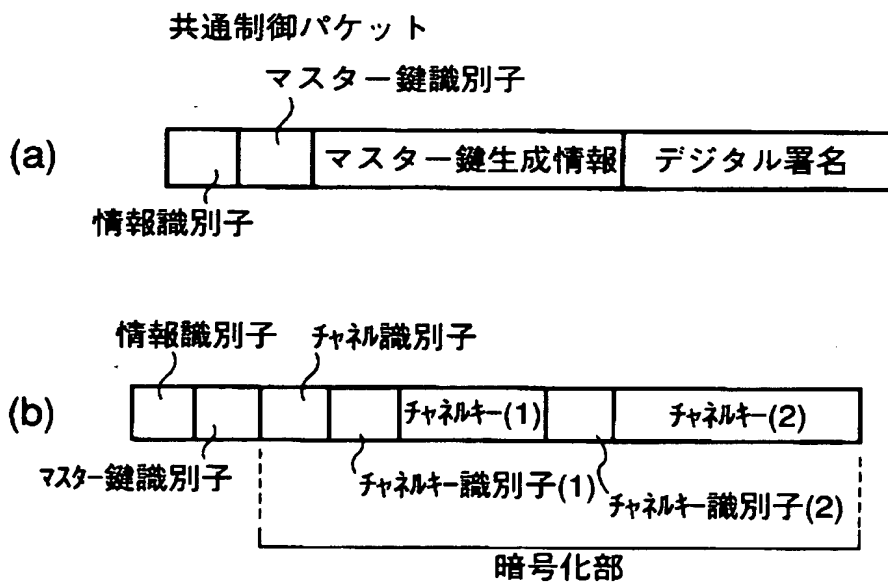 共通制御パケット
マスター鍵識別子
(a)
マスター鍵生成情報
デジタル署名
情報識別子
情報識別子
チャネル識別子
(b)
チャネルキー(1)
チャネルキー(2)
マスター鍵識別子
チャネルキー識別子(1)
チャネルキー識別子(2)
暗号化部